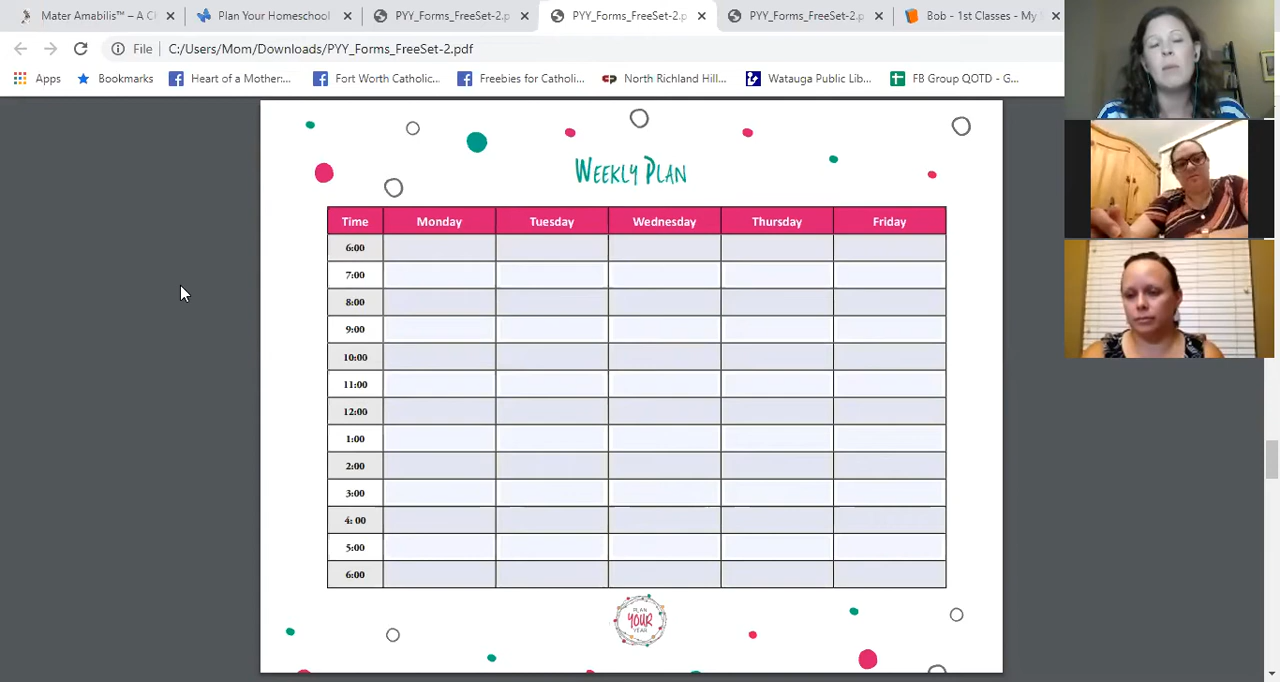 Mater Amabilis™ – A C
Plan Your Homeschool
PYY_Forms_FreeSet-2.p
PYY_Forms_FreeSet-2.p
PYY_Forms_FreeSet-2.p
Bob - 1st Classes - My
File
C:/Users/Mom/Downloads/PYY_Forms_FreeSet-2.pdf
Apps
Bookmarks
Heart of a Mother:...
Fort Worth Catholic...
Freebies for Catholi...
North Richland Hill...
Watauga Public Lib...
FB Group QOTD - G...
WEEKLY PLAN
Time Monday Tuesday Wednesday Thursday Friday
6:00
7:00
8:00
9:00
10:00
11:00
12:00
1:00
2:00
3:00
4: 00
5:00
6:00
PLAN
YOUR
YEAR